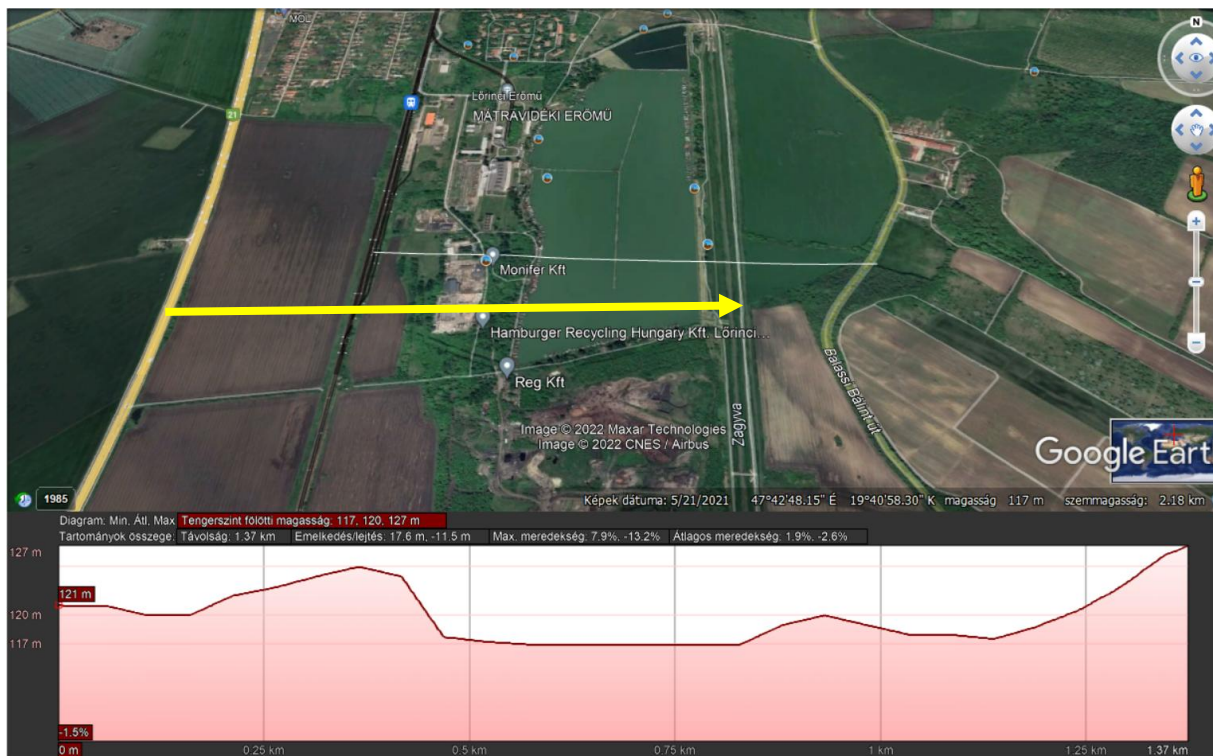 MOL
N
21
Lőrinci Erőmű
MÁTRAVIDÉKI ERŐMŰ
Monifer Kft
Hamburger Recycling Hungary Kft. Lőrinci...
Reg Kft
Balassi Bálint út
Zagyva
Image © 2022 Maxar Technologies
Image © 2022 CNES / Airbus
Google Eart
1985
Képek dátuma: 5/21/2021 47°42'48.15" É 19°40'58.30" K magasság 117 m szemmagasság: 2.18 km
Diagram: Min, Átl, Max Tengerszint fölötti magasság: 117, 120, 127 m
Tartományok összege: Távolság: 1.37 km Emelkedés/lejtés: 17.6 m, -11.5 m Max. meredekség: 7.9%, -13.2% Átlagos meredekség: 1.9%, -2.6%
127 m
121 m
120 m
117 m
-1.5%
0 m 0.25 km 0.5 km 0.75 km 1 km 1.25 km 1.37 km